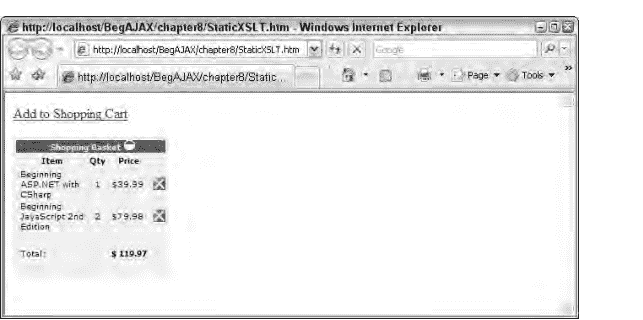 http://localhost/BegAJAX/chapter8/StaticXSLT.htm - Windows Internet Explorer
http://localhost/BegAJAX/chapter8/StaticXSLT.htm
Google
http://localhost/BegAJAX/chapter8/Static ...
Page
Tools
Add to Shopping Cart
Shopping Basket
Item Qty Price
Beginning
ASP.NET with 1 $39.99
CSharp
Beginning
JavaScript 2nd 2 $79.98
Edition
Total: $ 119.97